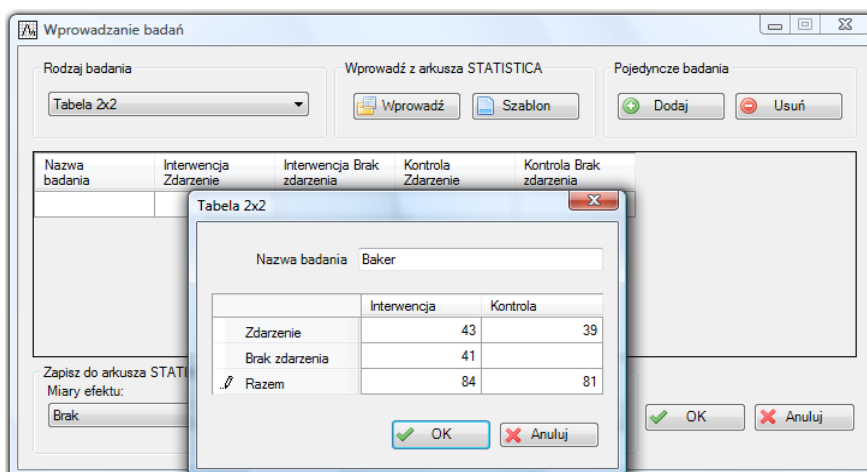 Wprowadzanie badań
Rodzaj badania
Wprowadź z arkusza STATISTICA
Pojedyncze badania
Tabela 2x2
Wprowadź
Szablon
Dodaj
Usuń
Nazwa badania
Interwencja Zdarzenie
Interwencja Brak zdarzenia
Kontrola Zdarzenie
Kontrola Brak zdarzenia
Tabela 2x2
Nazwa badania Baker
Interwencja Kontrola
Zdarzenie 43 39
Brak zdarzenia 41
Razem 84 81
OK Anuluj
Zapisz do arkusza STATI
Miary efektu:
Brak
OK Anuluj